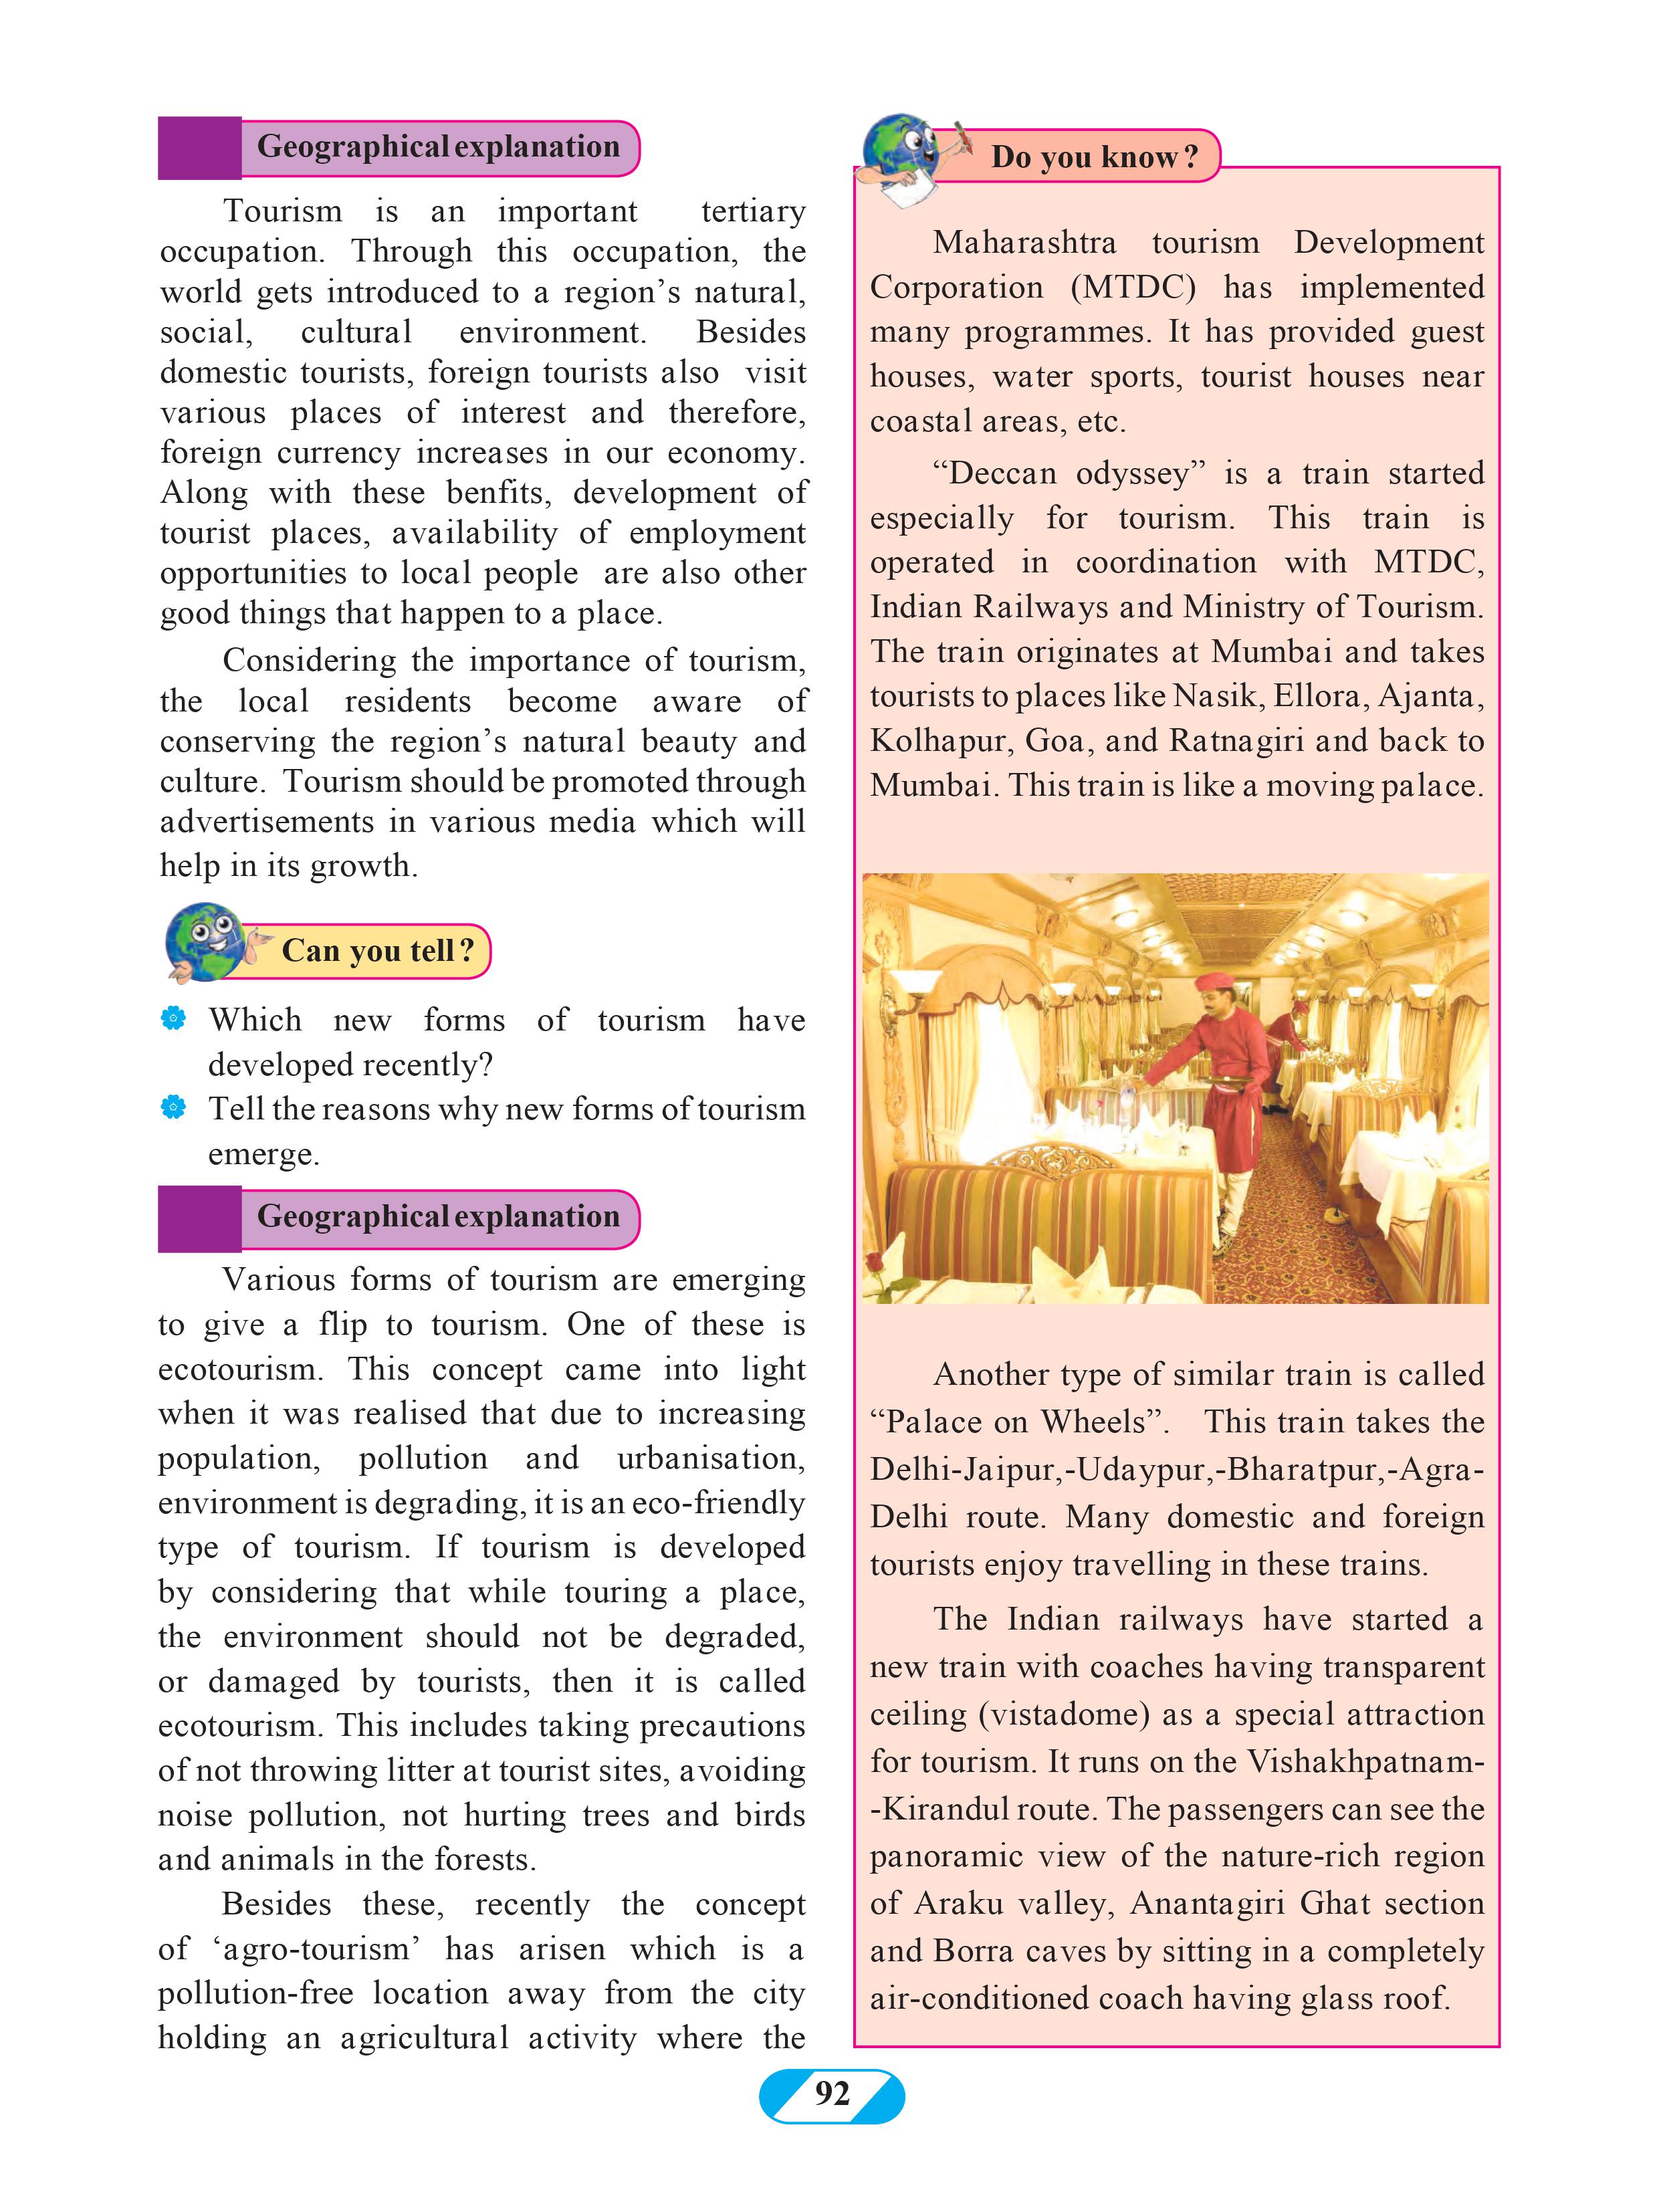 Geographical explanation
Tourism is an important tertiary
occupation. Through this occupation, the
world gets introduced to a region’s natural,
social, cultural environment. Besides
domestic tourists, foreign tourists also visit
various places of interest and therefore,
foreign currency increases in our economy.
Along with these benfits, development of
tourist places, availability of employment
opportunities to local people are also other
good things that happen to a place.
Considering the importance of tourism,
the local residents become aware of
conserving the region’s natural beauty and
culture. Tourism should be promoted through
advertisements in various media which will
help in its growth.
Can you tell ?
Which new forms of tourism have
developed recently?
Tell the reasons why new forms of tourism
emerge.
Geographical explanation
Various forms of tourism are emerging
to give a flip to tourism. One of these is
ecotourism. This concept came into light
when it was realised that due to increasing
population, pollution and urbanisation,
environment is degrading, it is an eco-friendly
type of tourism. If tourism is developed
by considering that while touring a place,
the environment should not be degraded,
or damaged by tourists, then it is called
ecotourism. This includes taking precautions
of not throwing litter at tourist sites, avoiding
noise pollution, not hurting trees and birds
and animals in the forests.
Besides these, recently the concept
of ‘agro-tourism’ has arisen which is a
pollution-free location away from the city
holding an agricultural activity where the
Do you know ?
Maharashtra tourism Development
Corporation (MTDC) has implemented
many programmes. It has provided guest
houses, water sports, tourist houses near
coastal areas, etc.
“Deccan odyssey” is a train started
especially for tourism. This train is
operated in coordination with MTDC,
Indian Railways and Ministry of Tourism.
The train originates at Mumbai and takes
tourists to places like Nasik, Ellora, Ajanta,
Kolhapur, Goa, and Ratnagiri and back to
Mumbai. This train is like a moving palace.
Another type of similar train is called
“Palace on Wheels”. This train takes the
Delhi-Jaipur,-Udaypur,-Bharatpur,-Agra-
Delhi route. Many domestic and foreign
tourists enjoy travelling in these trains.
The Indian railways have started a
new train with coaches having transparent
ceiling (vistadome) as a special attraction
for tourism. It runs on the Vishakhpatnam-
-Kirandul route. The passengers can see the
panoramic view of the nature-rich region
of Araku valley, Anantagiri Ghat section
and Borra caves by sitting in a completely
air-conditioned coach having glass roof.
92